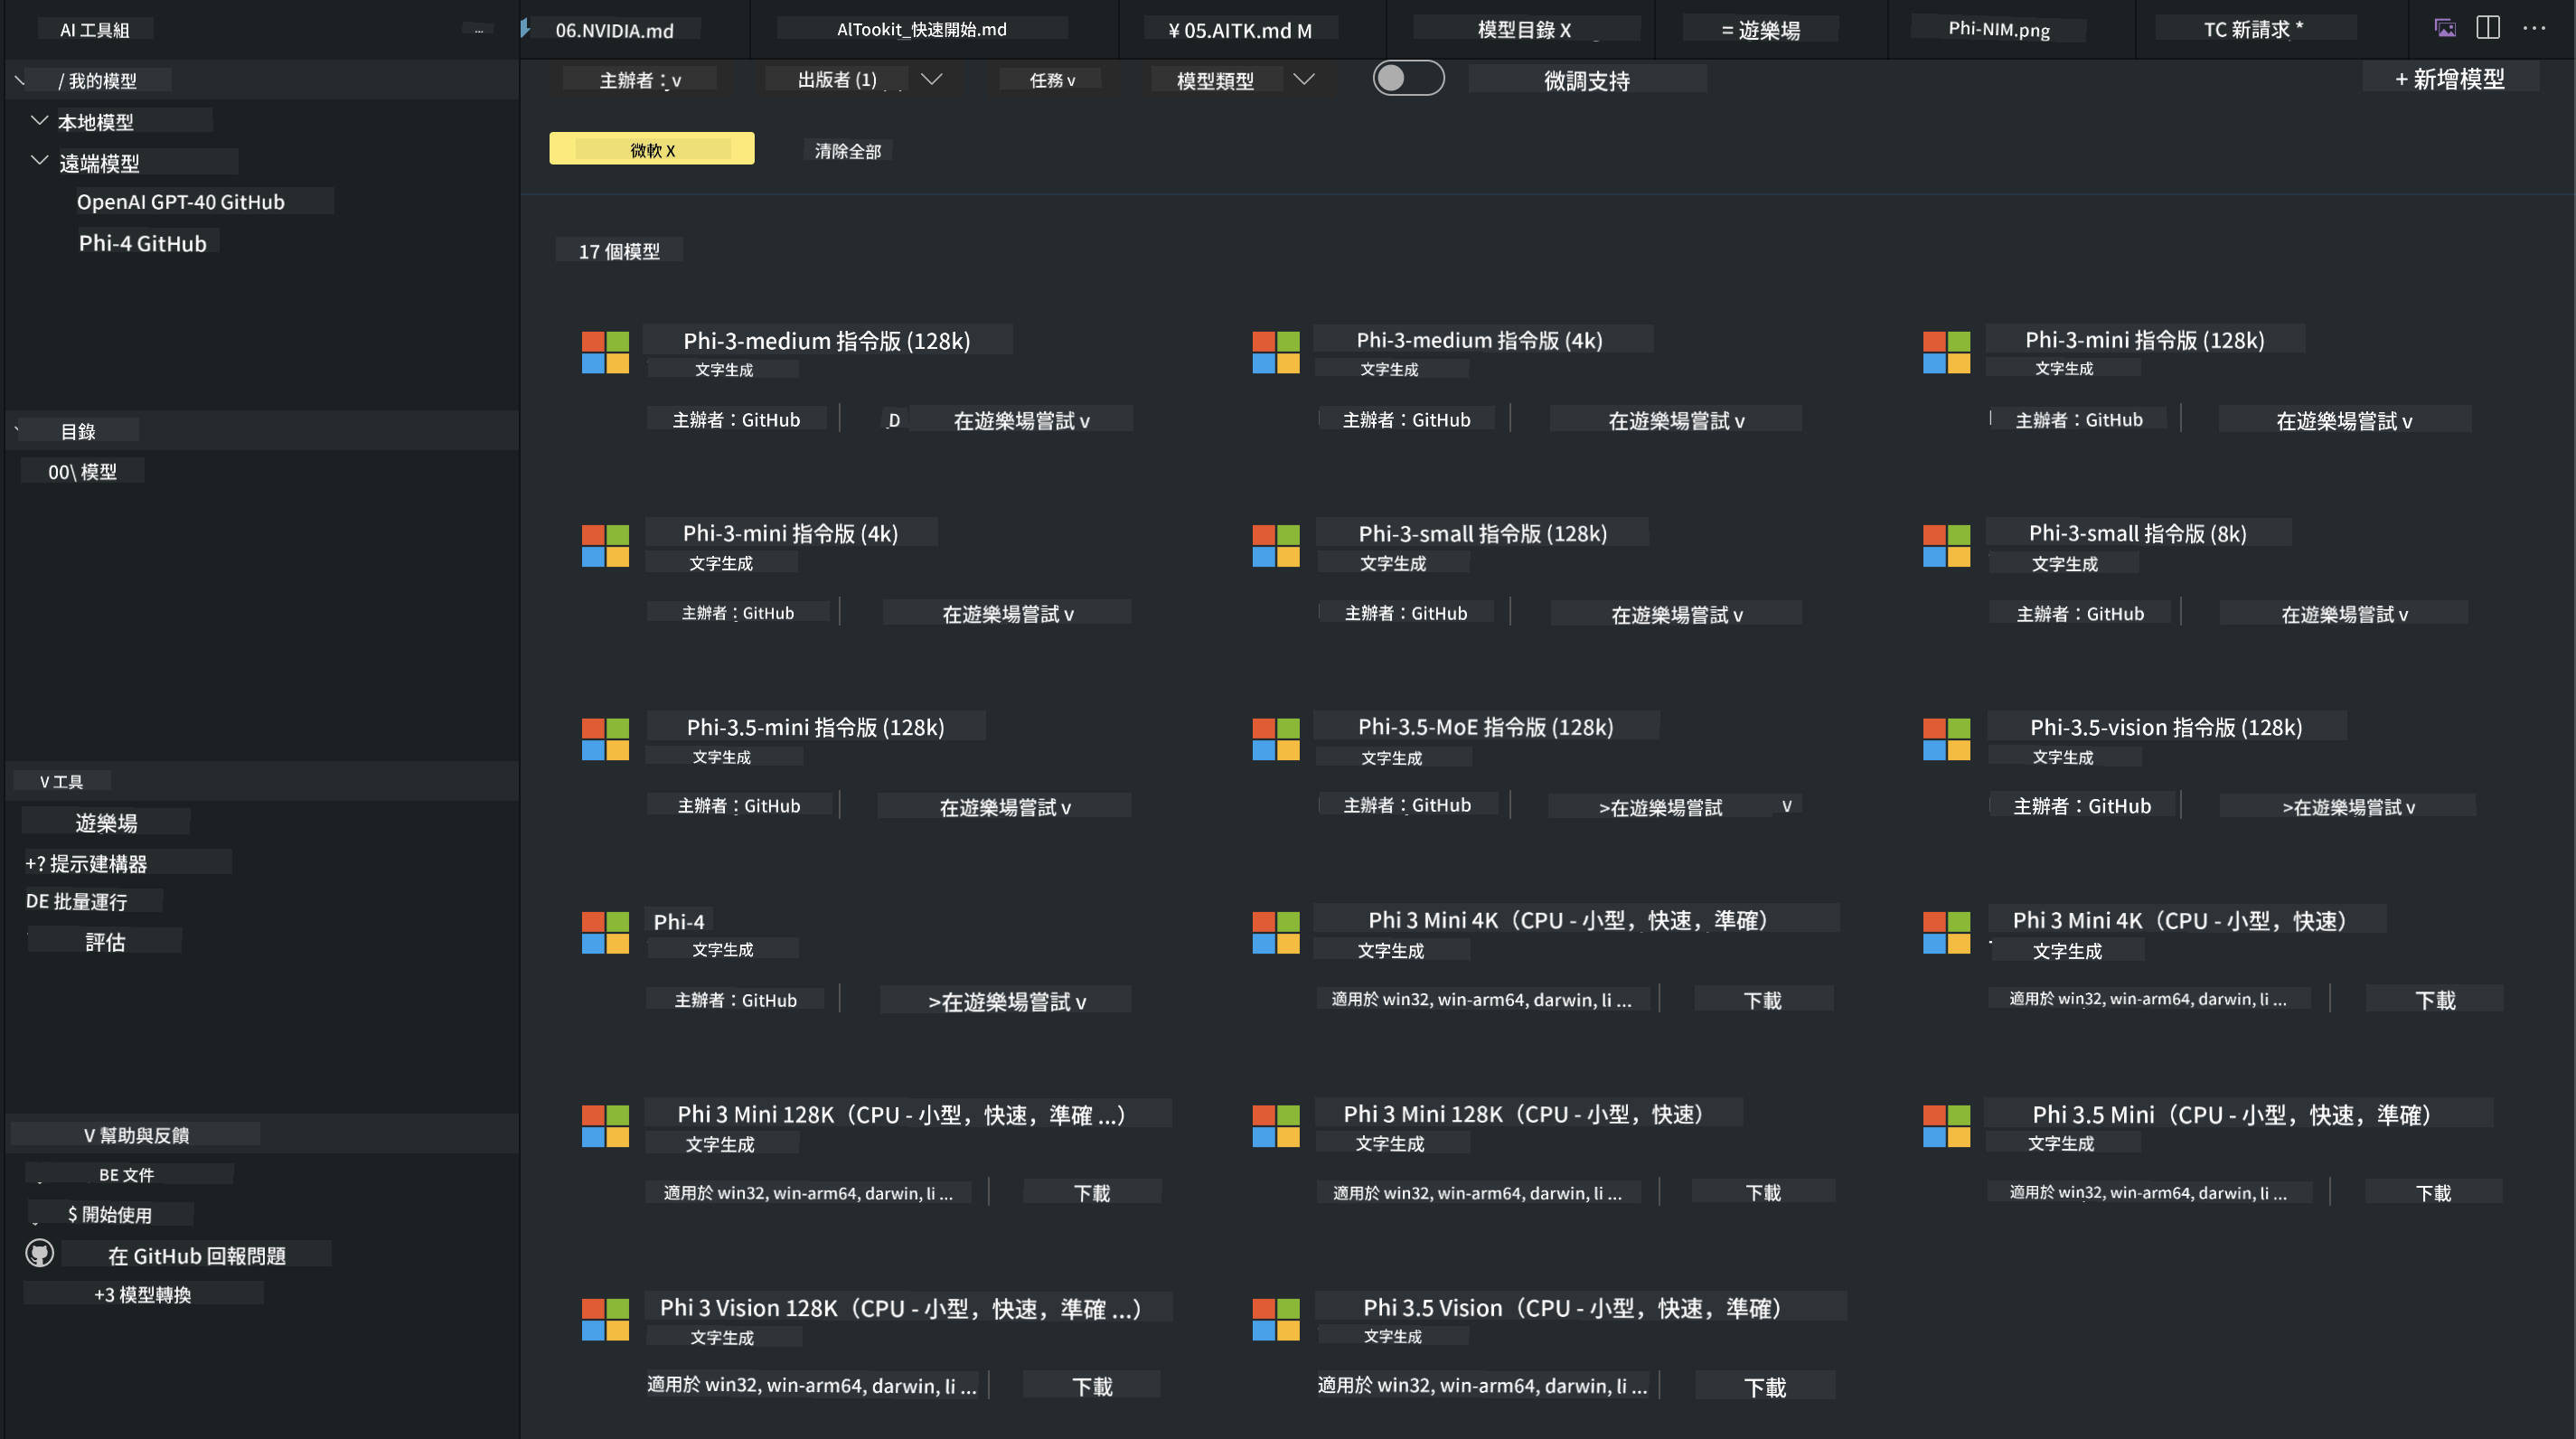 AI 工具組
...
06.NVIDIA.md
AlTookit_快速開始.md
¥ 05.AITK.md M
模型目錄 X
= 遊樂場
Phi-NIM.png
TC 新請求 *
/ 我的模型
本地模型
遠端模型
OpenAI GPT-40 GitHub
Phi-4 GitHub
目錄
00\ 模型
V 工具
遊樂場
+? 提示建構器
DE 批量運行
評估
V 幫助與反饋
BE 文件
$ 開始使用
在 GitHub 回報問題
+3 模型轉換
主辦者：v
出版者 (1)
任務 v
模型類型
微調支持
+ 新增模型
微軟 X
清除全部
17 個模型
Phi-3-medium 指令版 (128k)
文字生成
主辦者：GitHub
D 在遊樂場嘗試 v
Phi-3-medium 指令版 (4k)
文字生成
主辦者：GitHub
在遊樂場嘗試 v
Phi-3-mini 指令版 (128k)
文字生成
主辦者：GitHub
在遊樂場嘗試 v
Phi-3-mini 指令版 (4k)
文字生成
主辦者：GitHub
在遊樂場嘗試 v
Phi-3-small 指令版 (128k)
文字生成
主辦者：GitHub
在遊樂場嘗試 v
Phi-3-small 指令版 (8k)
文字生成
主辦者：GitHub
在遊樂場嘗試 v
Phi-3.5-mini 指令版 (128k)
文字生成
主辦者：GitHub
在遊樂場嘗試 v
Phi-3.5-MoE 指令版 (128k)
文字生成
主辦者：GitHub
>在遊樂場嘗試 v
Phi-3.5-vision 指令版 (128k)
文字生成
主辦者：GitHub
>在遊樂場嘗試 v
Phi-4
文字生成
主辦者：GitHub
>在遊樂場嘗試 v
Phi 3 Mini 4K（CPU - 小型，快速，準確）
文字生成
適用於 win32, win-arm64, darwin, li ...
下載
Phi 3 Mini 4K（CPU - 小型，快速）
文字生成
適用於 win32, win-arm64, darwin, li ...
下載
Phi 3 Mini 128K（CPU - 小型，快速，準確 ...）
文字生成
適用於 win32, win-arm64, darwin, li ...
下載
Phi 3 Mini 128K（CPU - 小型，快速）
文字生成
適用於 win32, win-arm64, darwin, li ...
下載
Phi 3.5 Mini（CPU - 小型，快速，準確）
文字生成
適用於 win32, win-arm64, darwin, li ...
下載
Phi 3 Vision 128K（CPU - 小型，快速，準確 ...）
文字生成
適用於 win32, win-arm64, darwin, li ...
下載
Phi 3.5 Vision（CPU - 小型，快速，準確）
文字生成
適用於 win32, win-arm64, darwin, li ...
下載